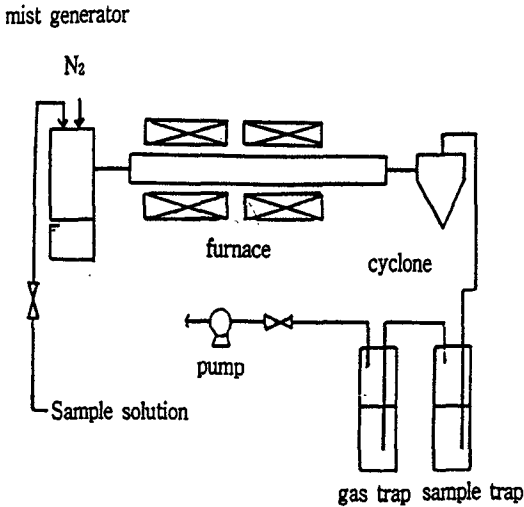 mist generator
N₂
furnace
cyclone
pump
Sample solution
gas trap sample trap